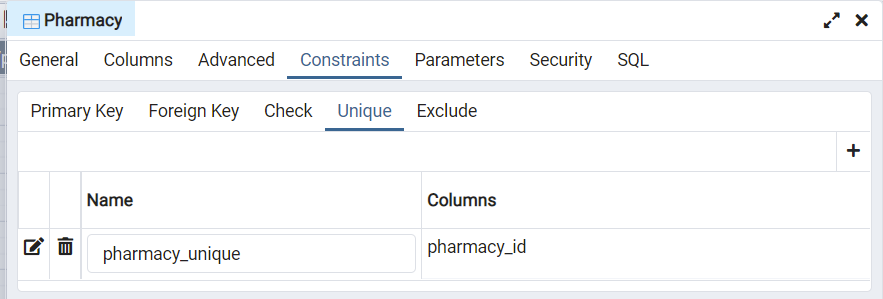 Pharmacy
General Columns Advanced Constraints Parameters Security SQL
Primary Key Foreign Key Check Unique Exclude
Name Columns
pharmacy_unique pharmacy_id